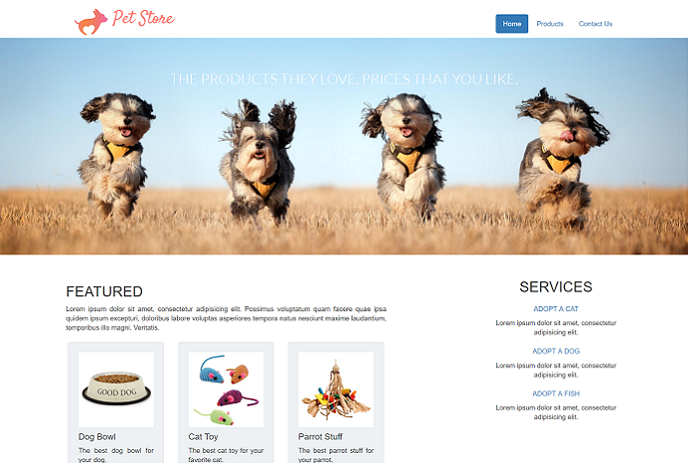 Pet Store
Home Products Contact Us
THE PRODUCTS THEY LOVE. PRICES THAT YOU LIKE.
FEATURED
Lorem ipsum dolor sit amet, consectetur adipisicing elit. Possimus voluptatum quam facere quae ipsa
quidem ipsum excepturi, doloribus labore voluptas asperiores tempora natus nesciunt maxime laudantium,
temporibus illo magni. Veritatis.
GOOD DOG
Dog Bowl
The best dog bowl for
your dog.
Cat Toy
The best cat toy for your
favorite cat.
Parrot Stuff
The best parrot stuff for
your parrot.
SERVICES
ADOPT A CAT
Lorem ipsum dolor sit amet, consectetur
adipisicing elit.
ADOPT A DOG
Lorem ipsum dolor sit amet, consectetur
adipisicing elit.
ADOPT A FISH
Lorem ipsum dolor sit amet, consectetur
adipisicing elit.